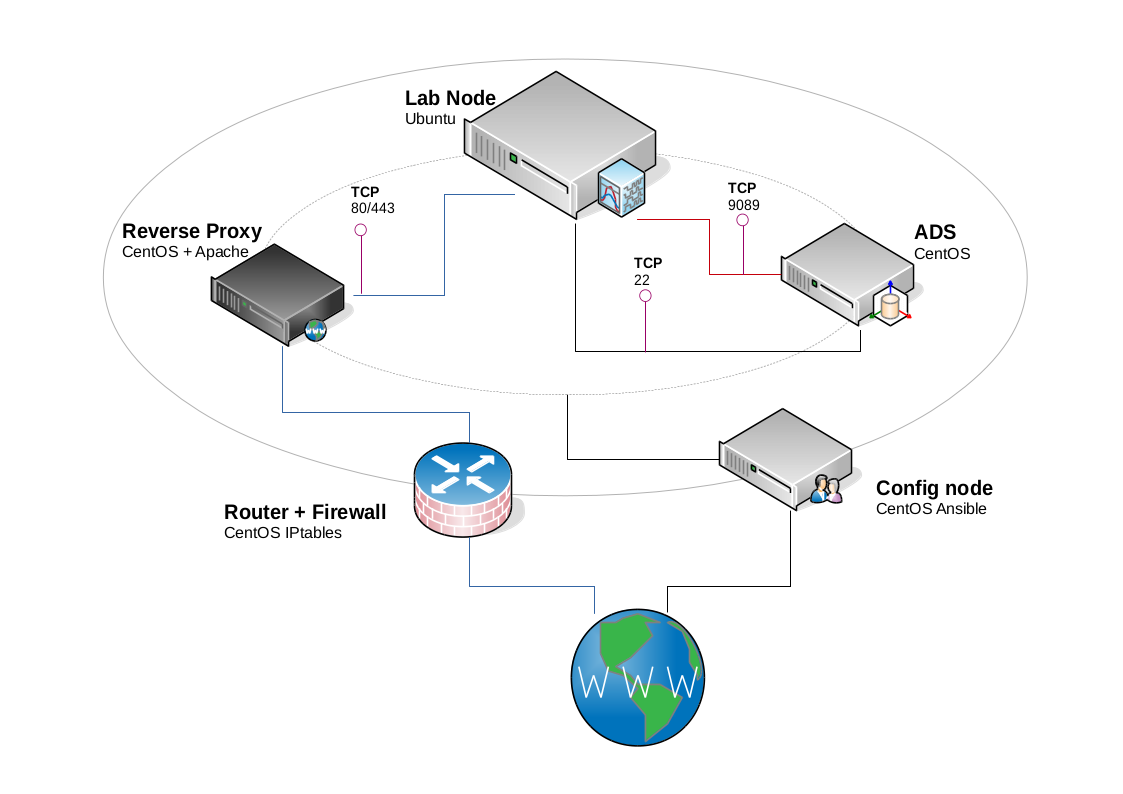 Lab Node
Ubuntu
TCP
80/443
TCP
9089
Reverse Proxy
CentOS + Apache
ADS
CentOS
TCP
22
W
Router + Firewall
CentOS IPtables
Config node
CentOS Ansible
W W W